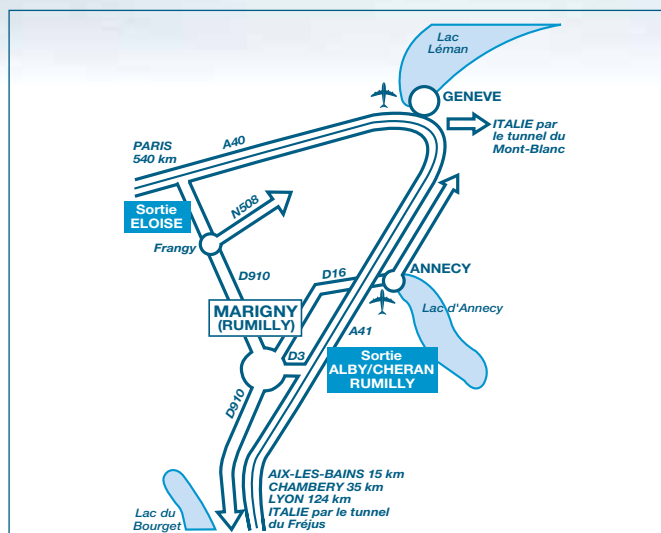 Lac
Léman
GENEVE
ITALIE par
le tunnel du
Mont-Blanc
PARIS
540 km
A40
Sortie
ELOISE
N508
Frangy
D910
D16
ANNECY
Lac d'Annecy
MARIGNY
(RUMILLY)
A41
D3
Sortie
ALBY/CHERAN
RUMILLY
D910
AIX-LES-BAINS 15 km
CHAMBERY 35 km
LYON 124 km
ITALIE par le tunnel
du Fréjus
Lac du
Bourget